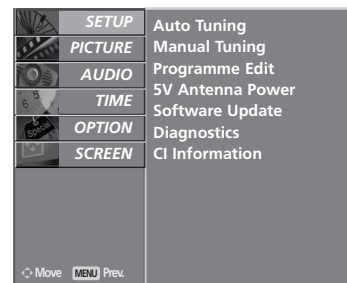 SETUP
PICTURE
AUDIO
TIME
OPTION
SCREEN
Auto Tuning
Manual Tuning
Programme Edit
5V Antenna Power
Software Update
Diagnostics
CI Information
Move MENU Prev.
Special